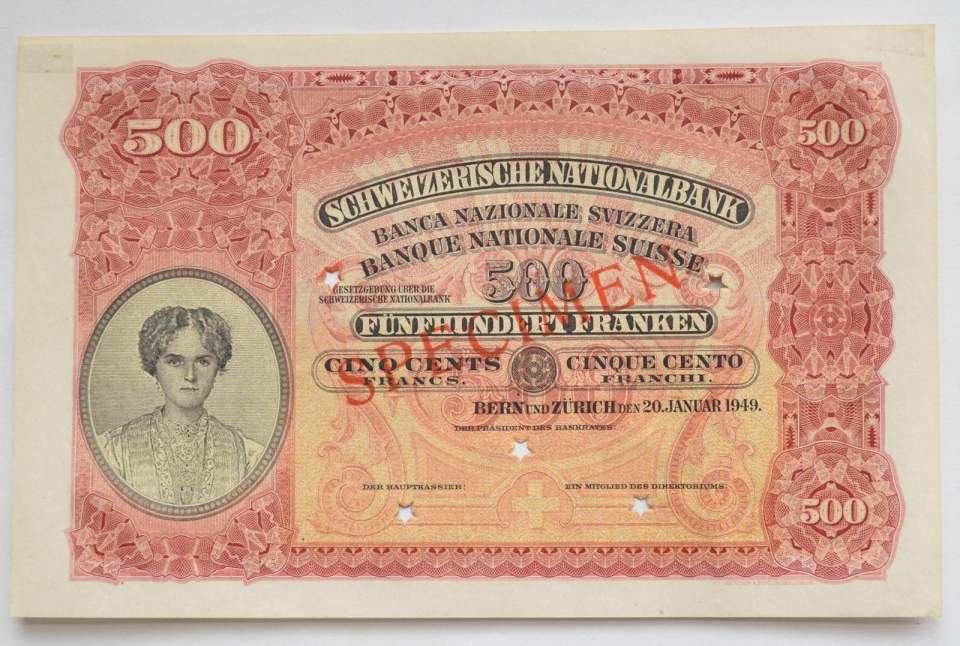 500
500
SCHWEIZERISCHE NATIONALBANK
BANCA NAZIONALE SVIZZERA
BANQUE NATIONALE SUISSE
GESETZGEBUNG ÜBER DIE
SCHWEIZERISCHE NATIONALBANK
500
SPECIMEN
FÜNFHUNDERT FRANKEN
CINQ CENTS
FRANCS.
CINQUE CENTO
FRANCHI.
BERN UND ZÜRICH DEN 20. JANUAR 1949.
DER PRÄSIDENT DES BANKRATES:
DER HAUPTKASSIER:
EIN MITGLIED DES DIREKTORIUMS:
500